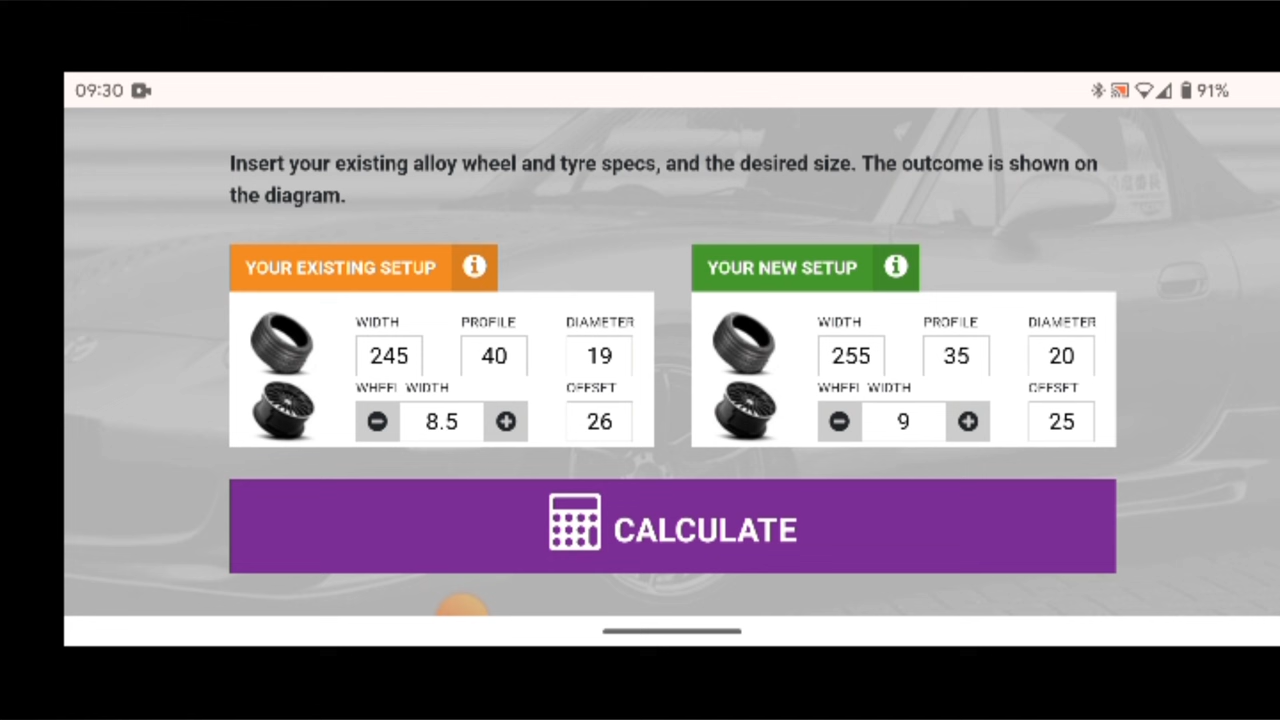 09:30
91%
Insert your existing alloy wheel and tyre specs, and the desired size. The outcome is shown on
the diagram.
YOUR EXISTING SETUP
WIDTH PROFILE DIAMETER
245 40 19
WHEEL WIDTH OFFSET
8.5 26
YOUR NEW SETUP
WIDTH PROFILE DIAMETER
255 35 20
WHEEL WIDTH OFFSET
9 25
CALCULATE